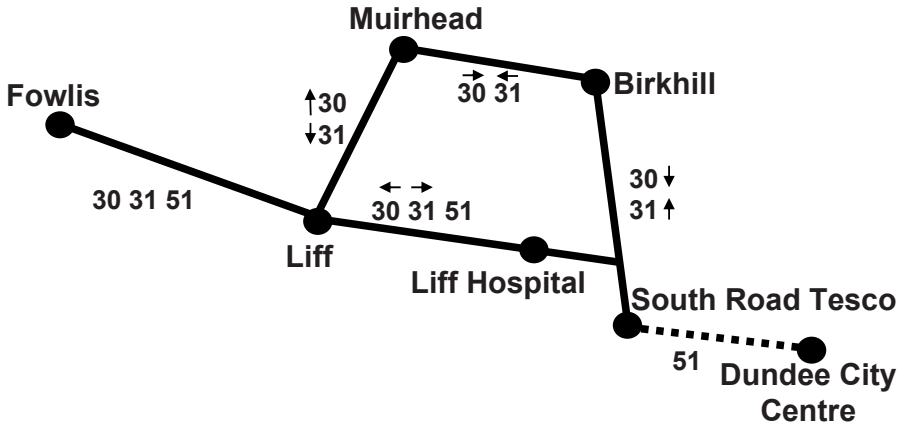 Muirhead
Birkhill
Fowlis
→ ←
30 31
↑30
↓31
30 ↓
31 ↑
← →
30 31 51
30 31 51
Liff
Liff Hospital
South Road Tesco
51
Dundee City
Centre